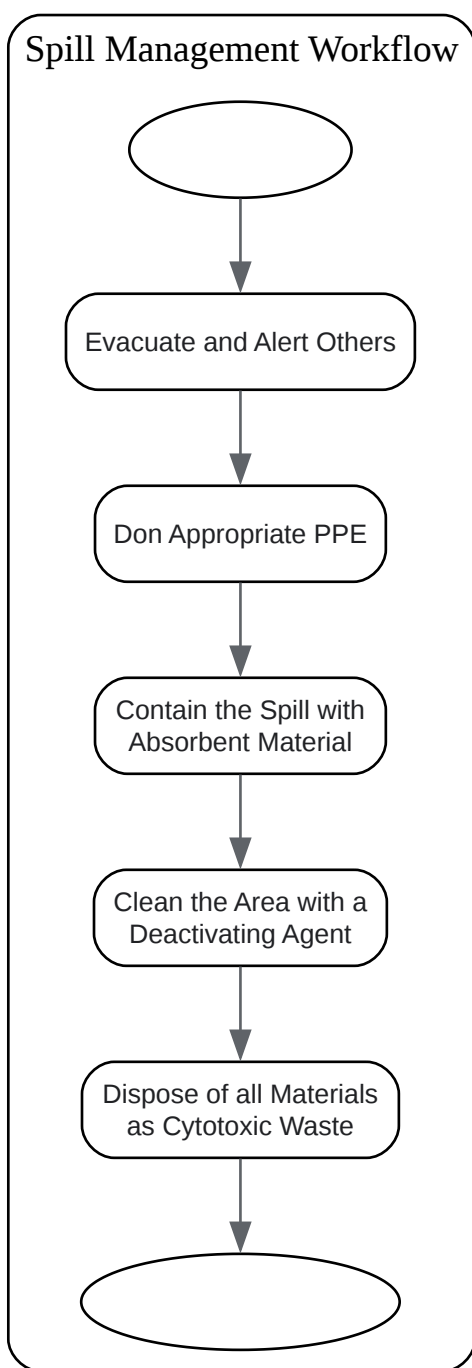 Spill Management Workflow
Evacuate and Alert Others
Don Appropriate PPE
Contain the Spill with
Absorbent Material
Clean the Area with a
Deactivating Agent
Dispose of all Materials
as Cytotoxic Waste